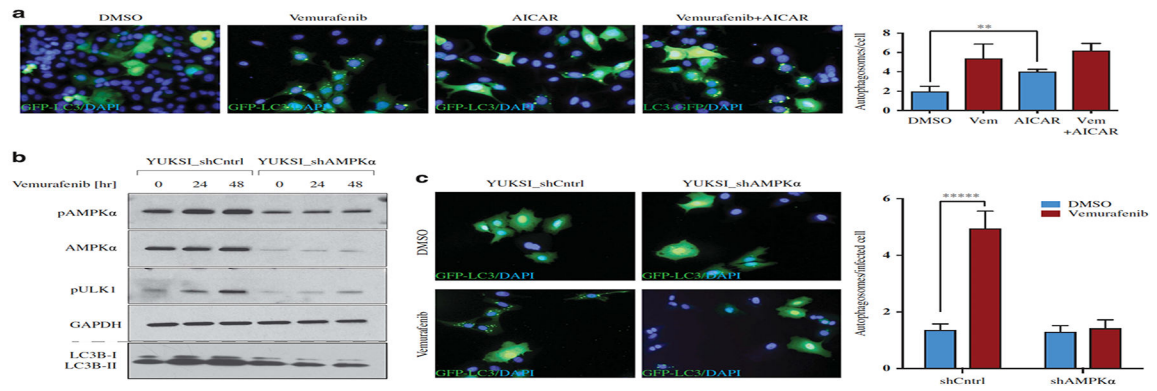 a
DMSO Vemurafenib AICAR Vemurafenib+AICAR
GFP-LC3/DAPI GFP-LC3/DAPI GFP-LC3/DAPI LC3-GFP/DAPI
Autophagosomes/cell
8
6
4
2
0
**
DMSO Vem AICAR Vem
+AICAR
b
YUKSI_shCntrl YUKSI_shAMPKα
Vemurafenib [hr] 0 24 48 0 24 48
pAMPKα
AMPKα
pULK1
GAPDH
LC3B-I
LC3B-II
c
YUKSI_shCntrl YUKSI_shAMPKα
DMSO
GFP-LC3/DAPI GFP-LC3/DAPI
Vemurafenib
GFP-LC3/DAPI GFP-LC3/DAPI
Autophagosomes/infected cell
6
4
2
0
*****
DMSO
Vemurafenib
shCntrl shAMPKα